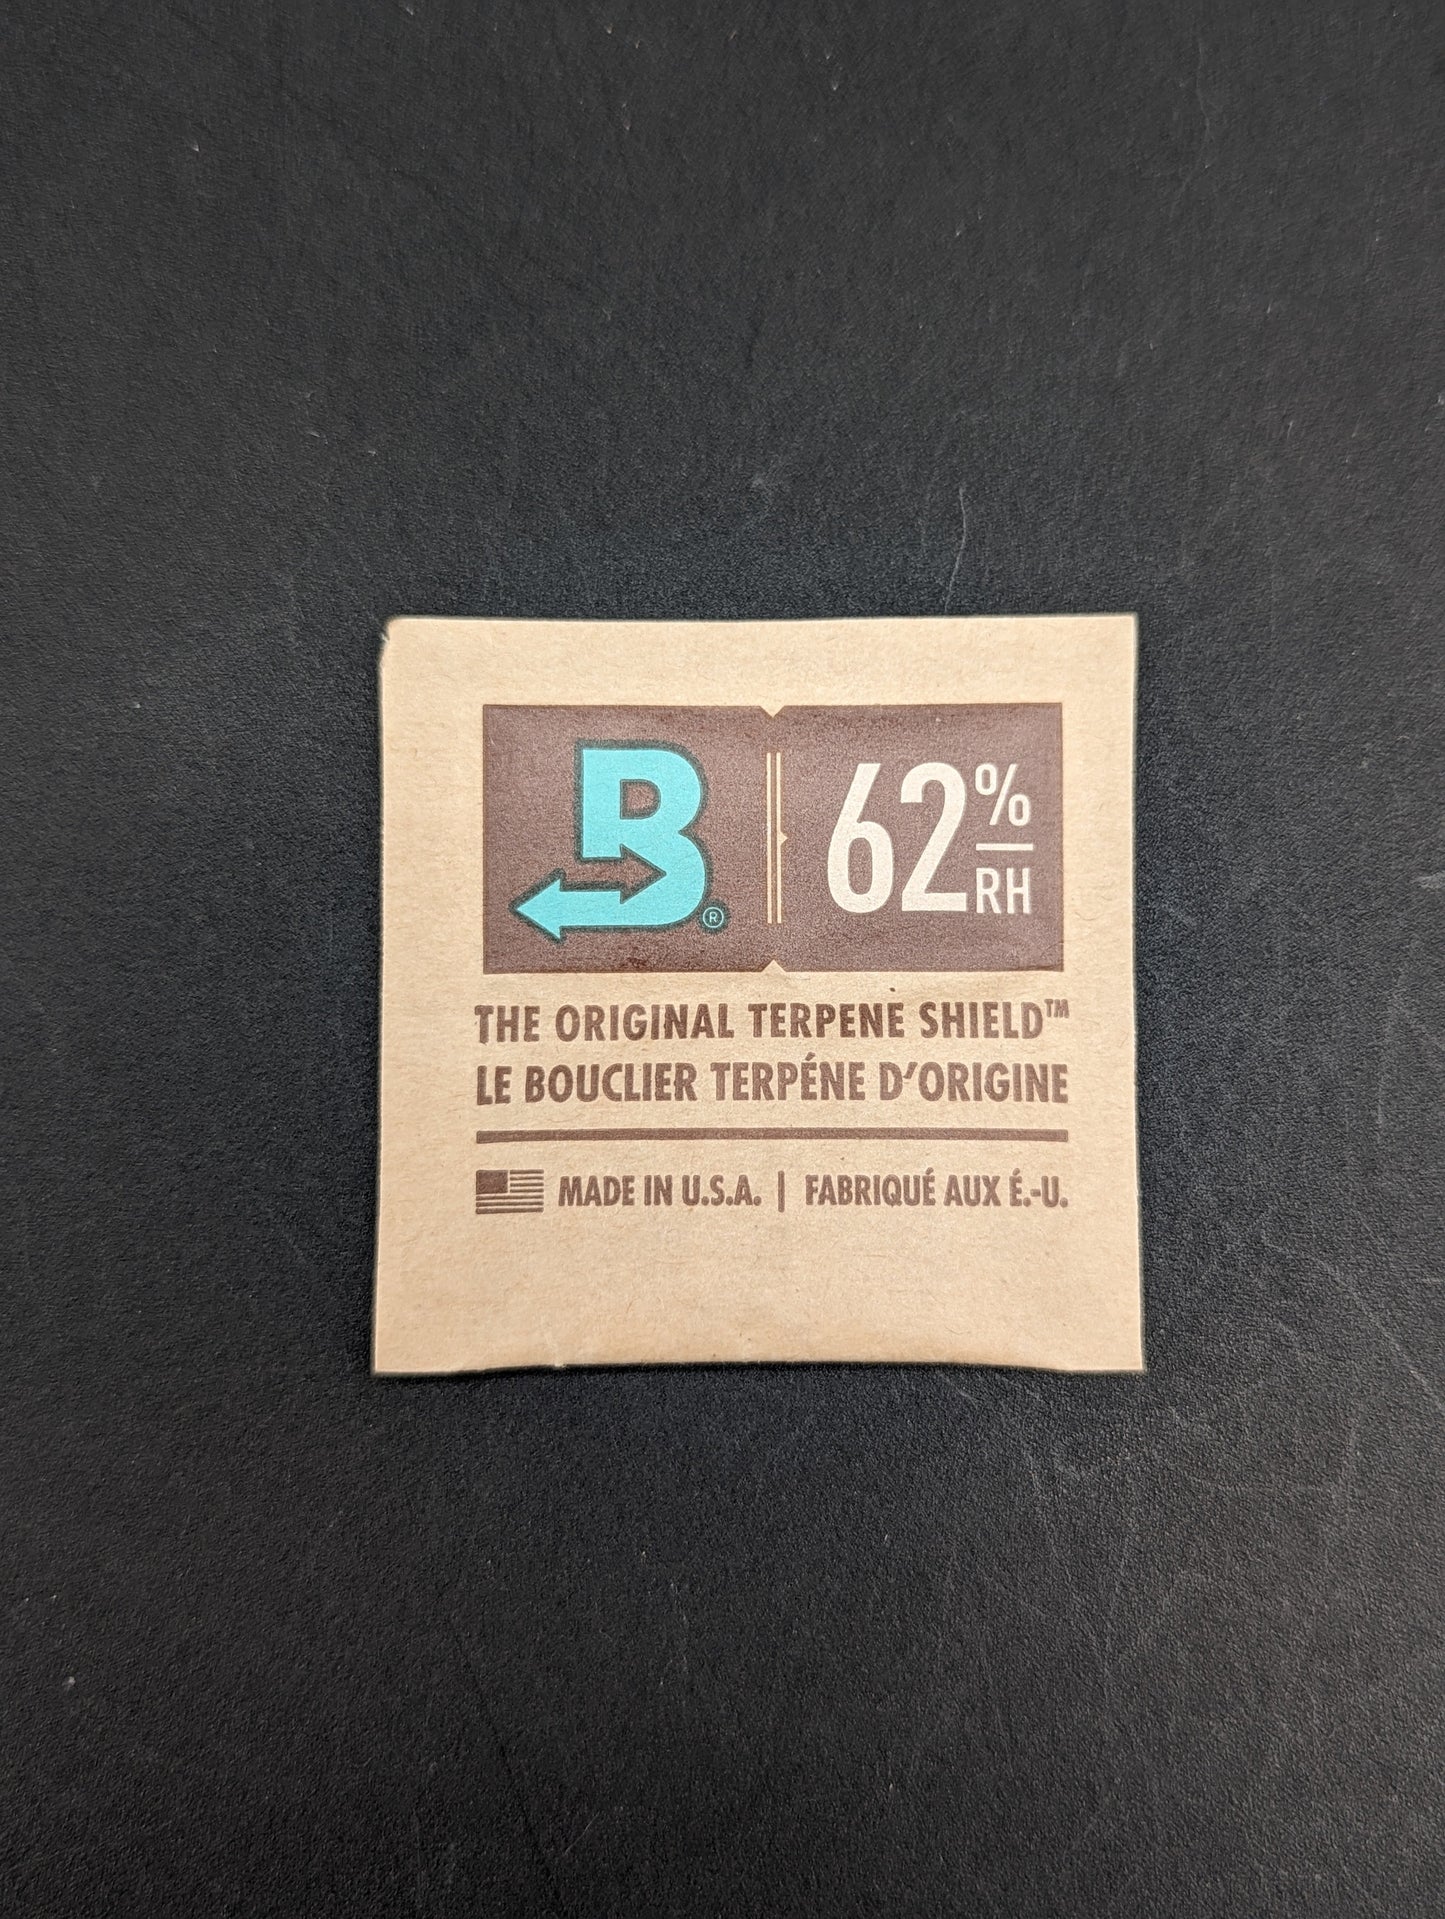 B®
62%
RH
THE ORIGINAL TERPENE SHIELD™
LE BOUCLIER TERPÉNE D'ORIGINE
MADE IN U.S.A. | FABRIQUÉ AUX É.-U.